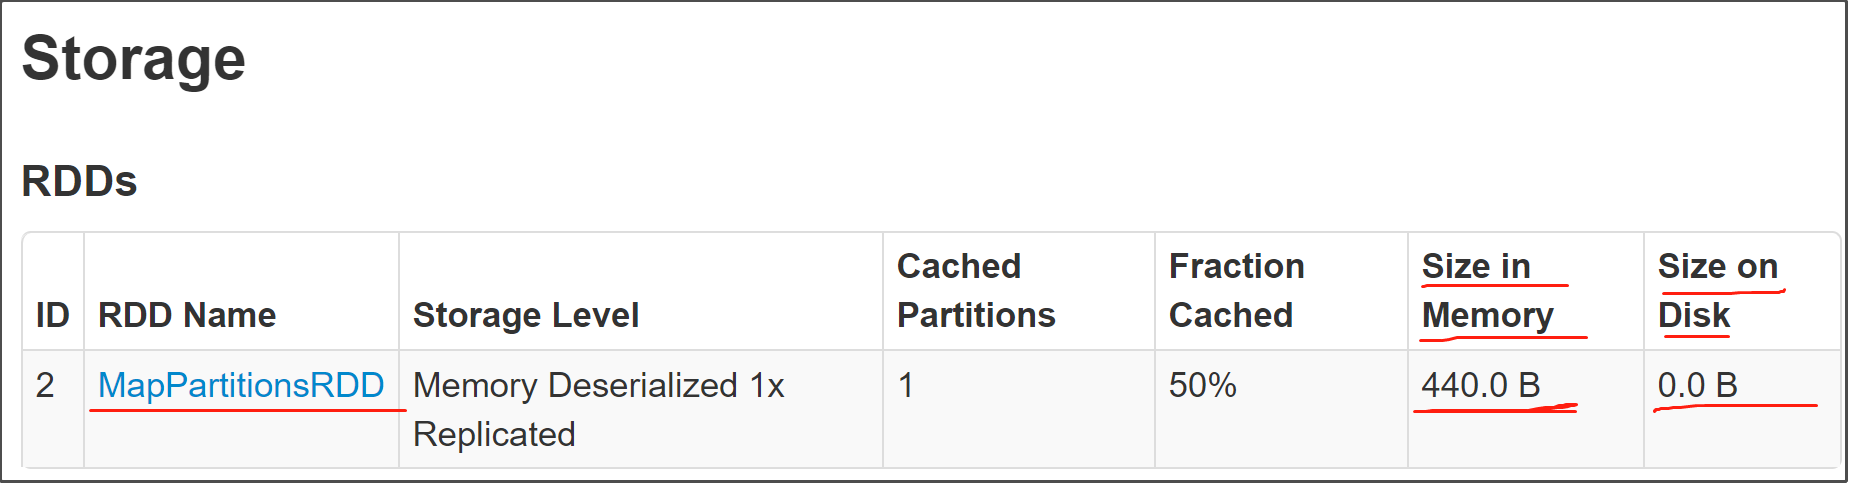 Storage
RDDs
ID RDD Name Storage Level Cached Partitions Fraction Cached Size in Memory Size on Disk
2 MapPartitionsRDD Memory Deserialized 1x Replicated 1 50% 440.0 B 0.0 B